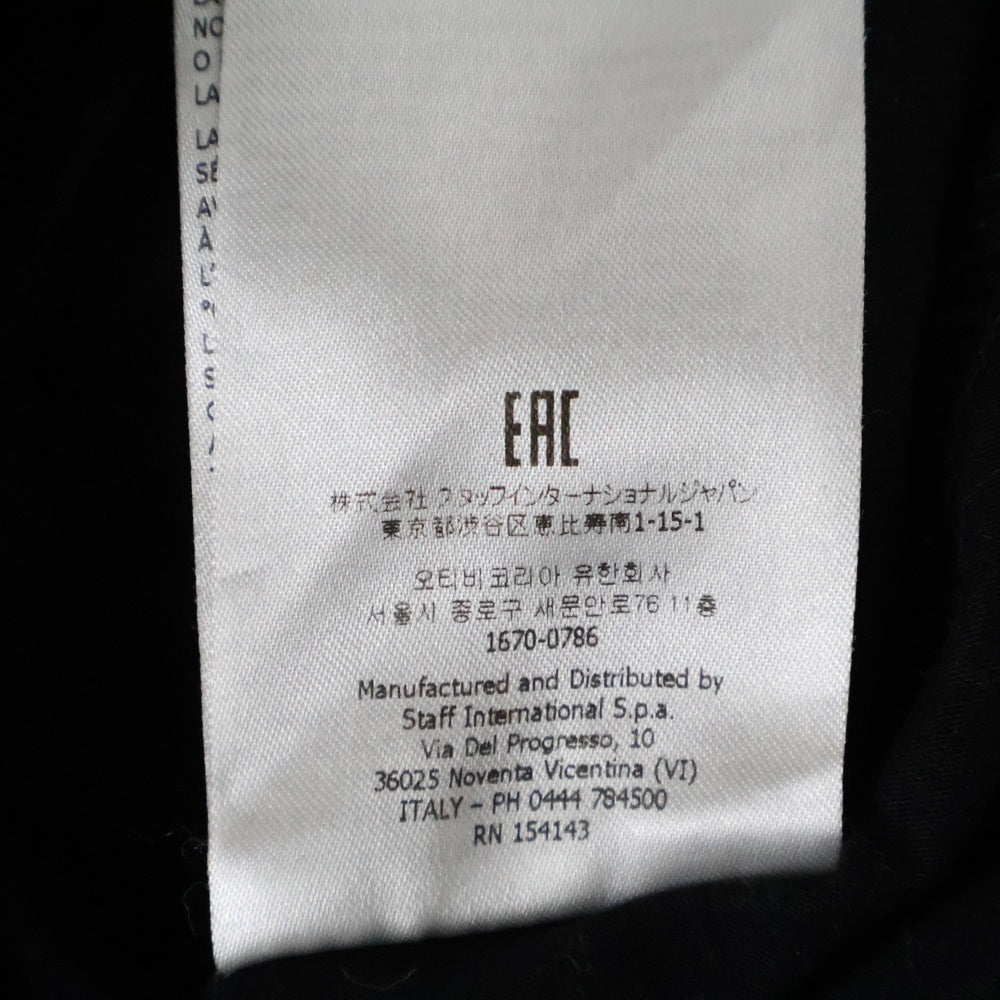 NO
O
LA
LA
EAC
株式会社 スタッフインターナショナルジャパン
東京都渋谷区恵比寿南1-15-1
오티비코리아 유한회사
서울시 종로구 새문안로76 11층
1670-0786
Manufactured and Distributed by
Staff International S.p.a.
Via Del Progresso, 10
36025 Noventa Vicentina (VI)
ITALY - PH 0444 784500
RN 154143